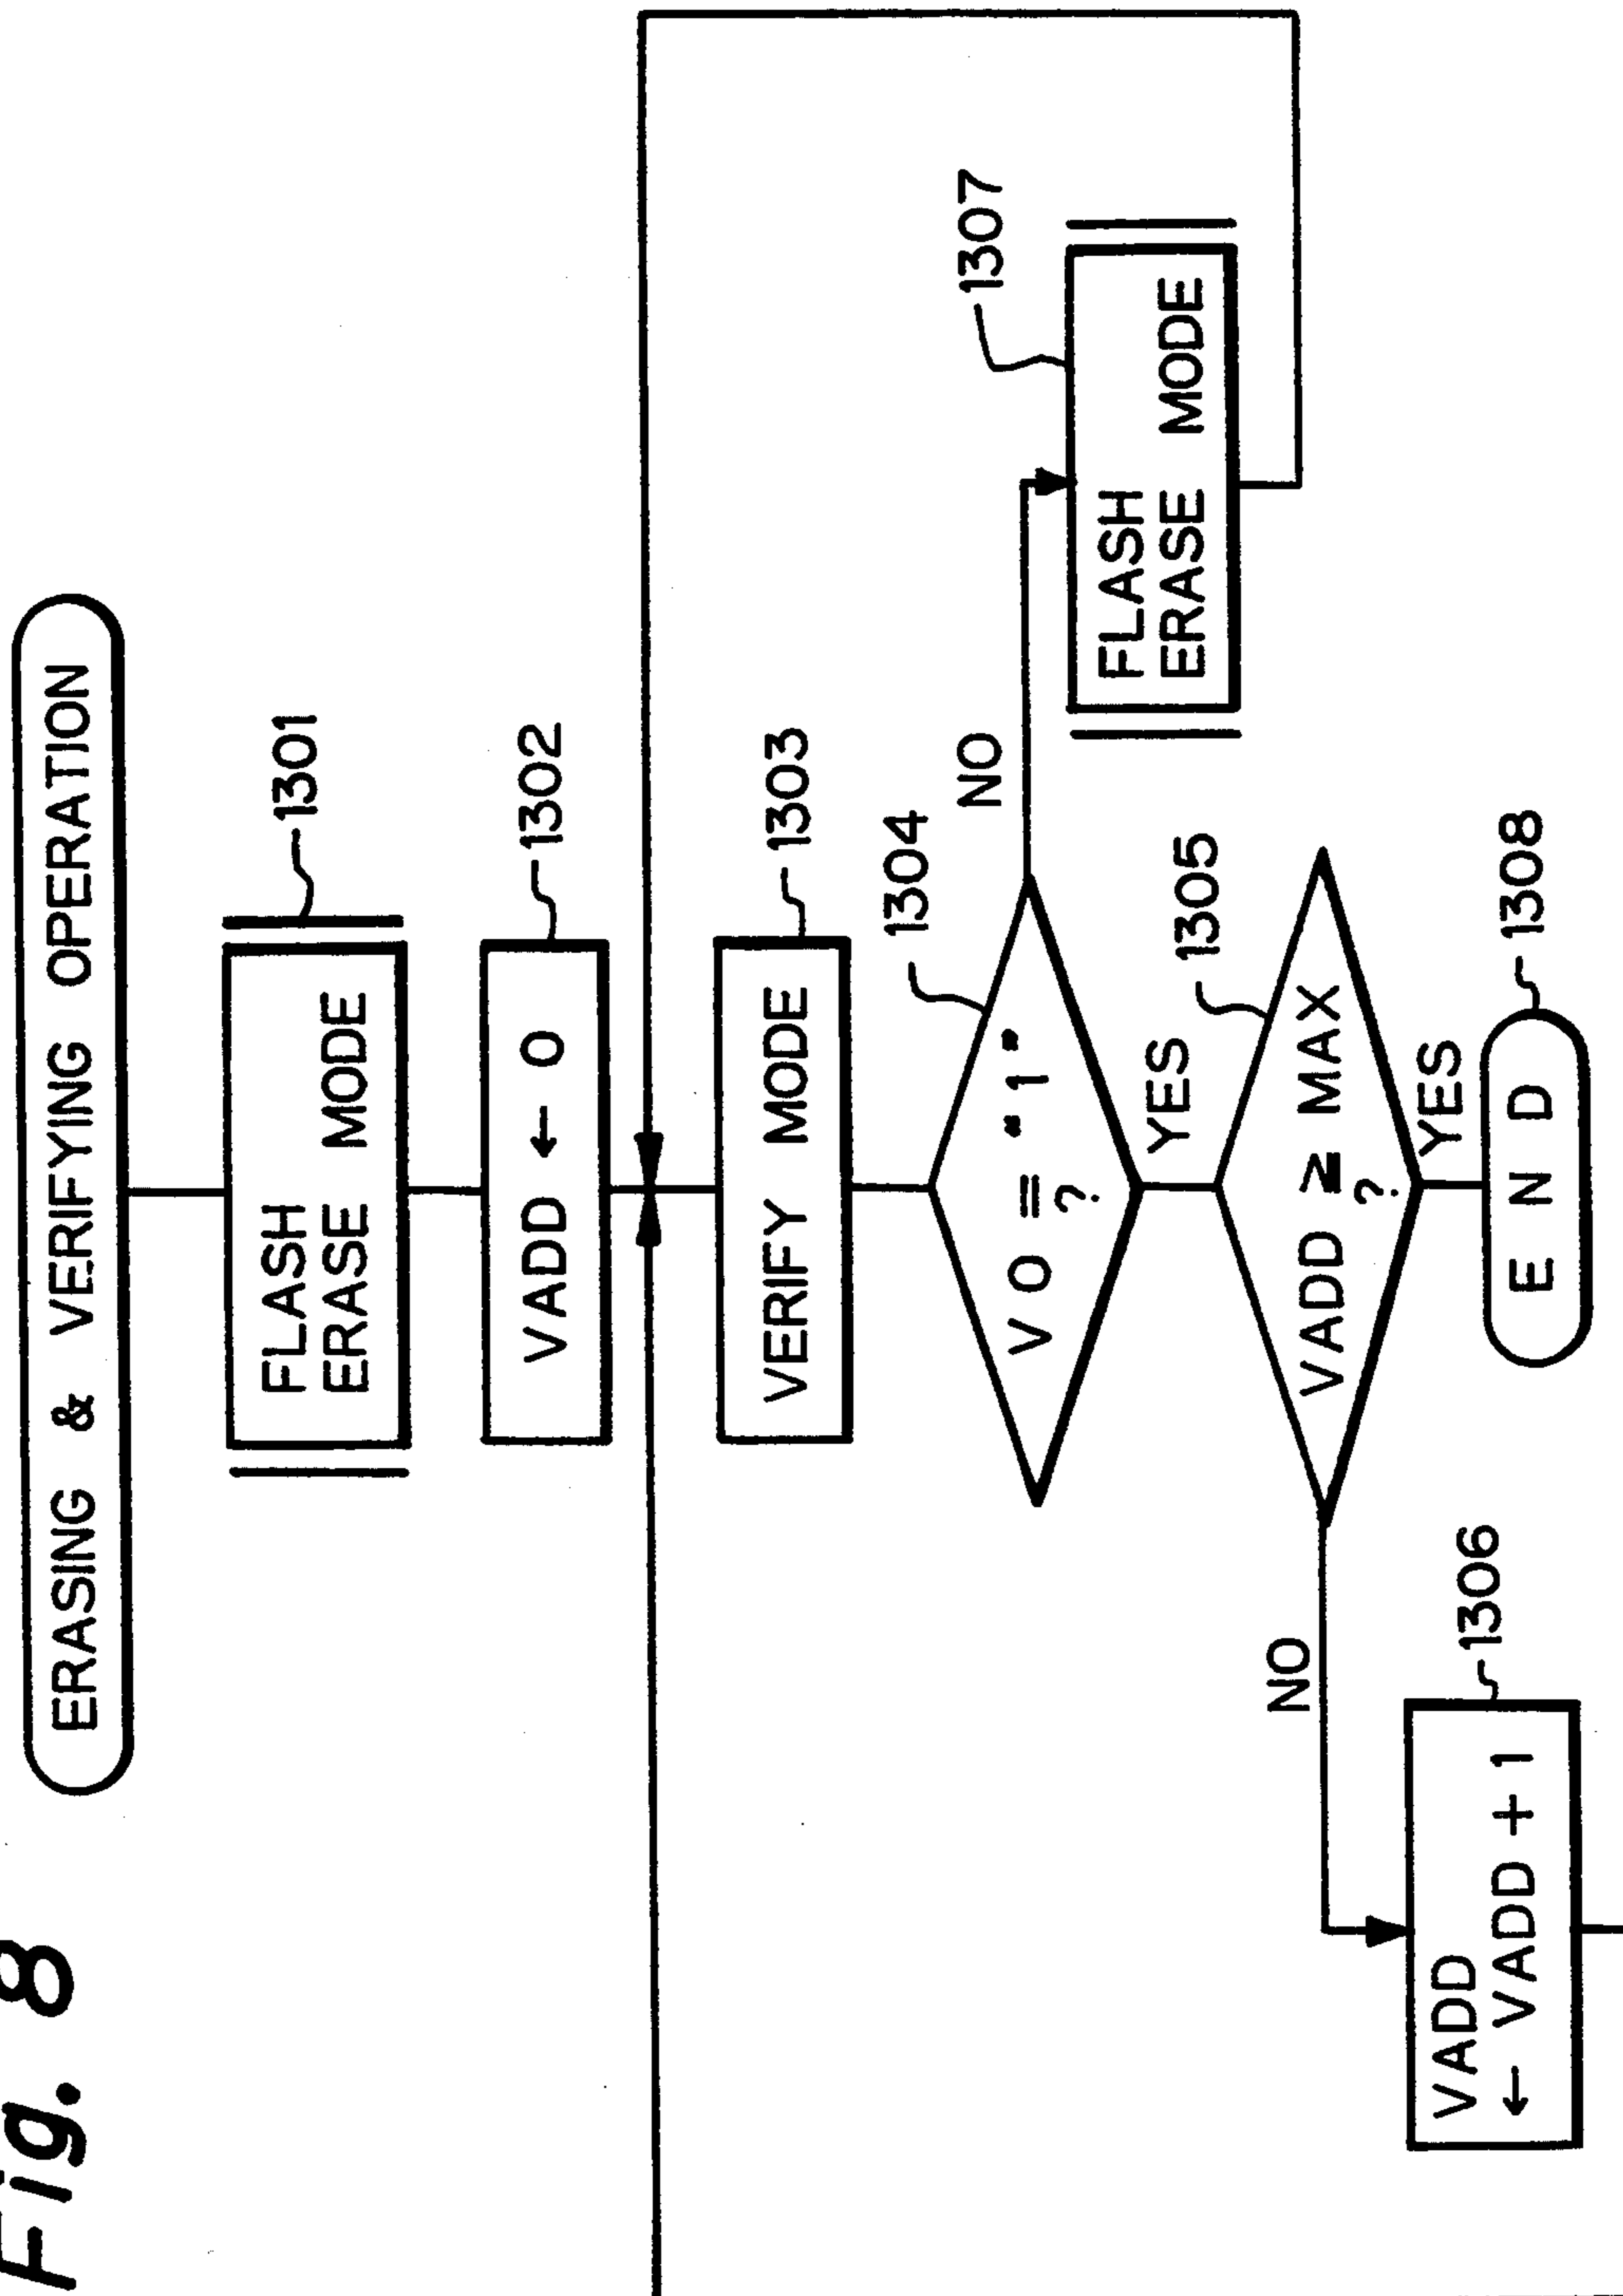 Fig. 8
ERASING & VERIFYING OPERATION
FLASH
ERASE MODE
1301
VADD ← 0
1302
VERIFY MODE
1303
V0 = "1"
?
1304
NO
YES
FLASH
ERASE MODE
1307
VADD ≥ MAX
?
1305
NO
YES
VADD
← VADD + 1
1306
END
1308